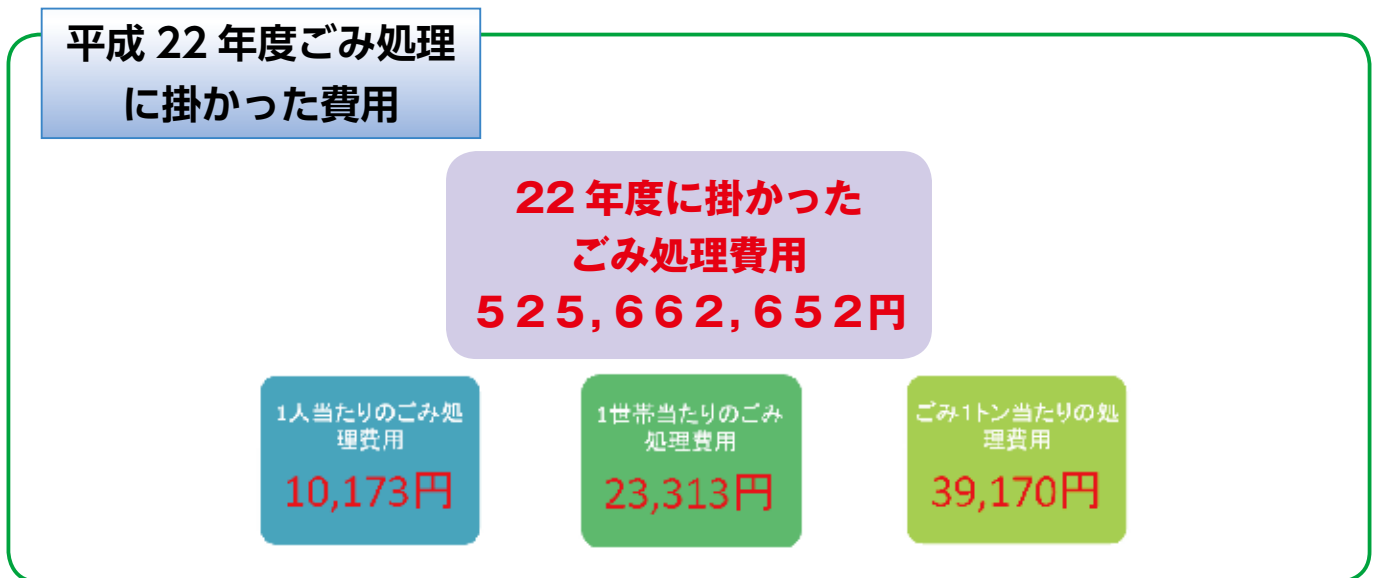 平成 22 年度ごみ処理
に掛かった費用
22 年度に掛かった
ごみ処理費用
５２５,６６２,６５２円
1人当たりのごみ処
理費用
10,173円
1世帯当たりのごみ
処理費用
23,313円
ごみ1トン当たりの処
理費用
39,170円